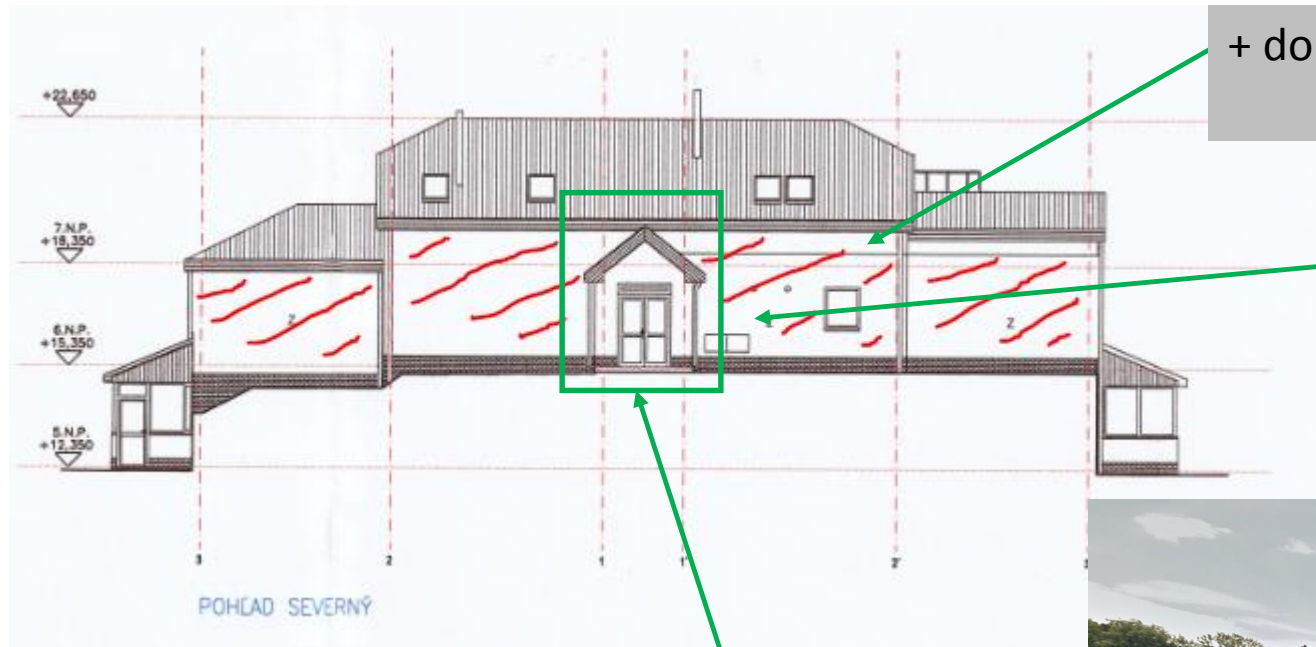 + do
+22,650
7.N.P.
+18,350
Z
Z
6.N.P.
+15,350
5.N.P.
+12,350
3
2
1
1'
2'
POHĽAD SEVERNÝ